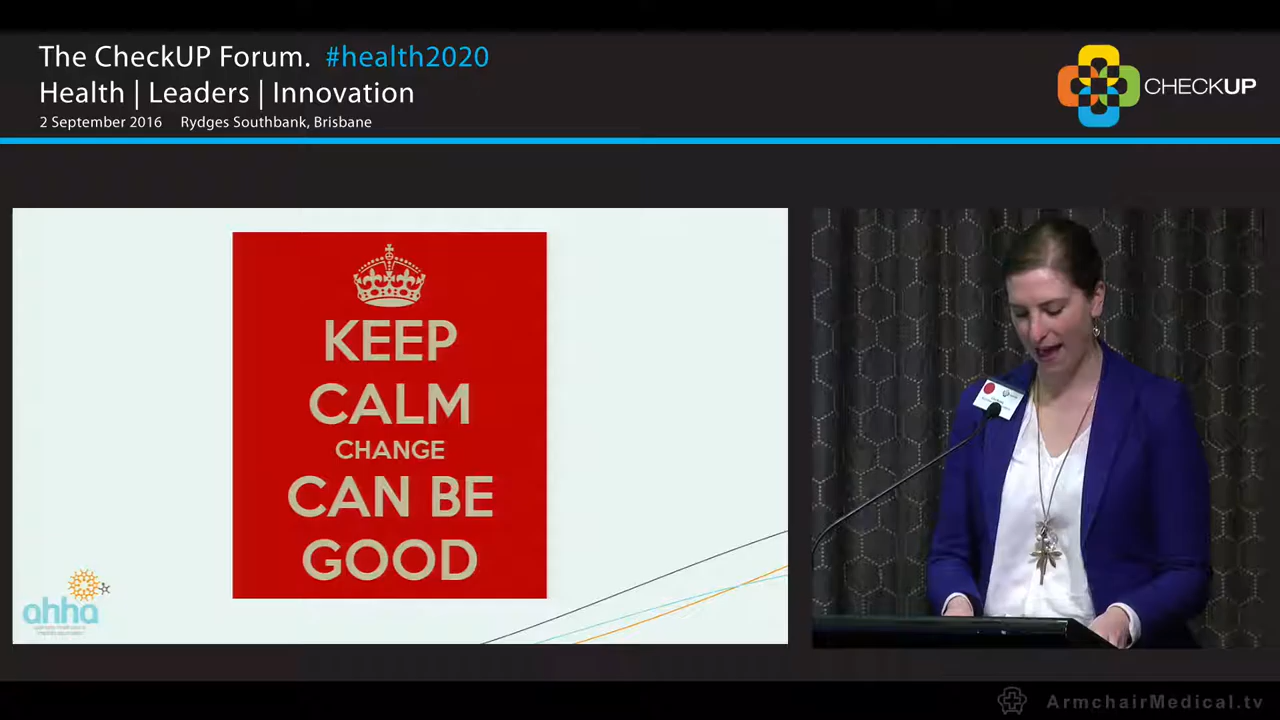 The CheckUP Forum. #health2020
Health | Leaders | Innovation
2 September 2016 Rydges Southbank, Brisbane
CHECKUP
KEEP
CALM
CHANGE
CAN BE
GOOD
ahha
ArmchairMedical.tv